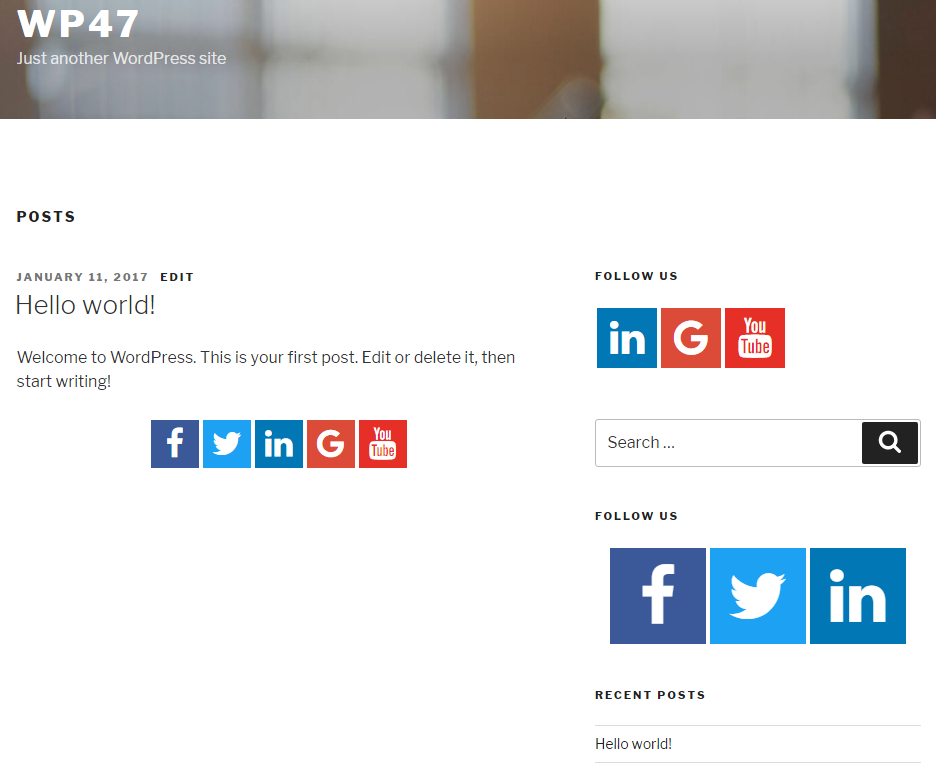 WP47
Just another WordPress site
POSTS
JANUARY 11, 2017 EDIT
Hello world!
Welcome to WordPress. This is your first post. Edit or delete it, then
start writing!
f in G You
Tube
FOLLOW US
in G You
Tube
Search …
FOLLOW US
f in
RECENT POSTS
Hello world!